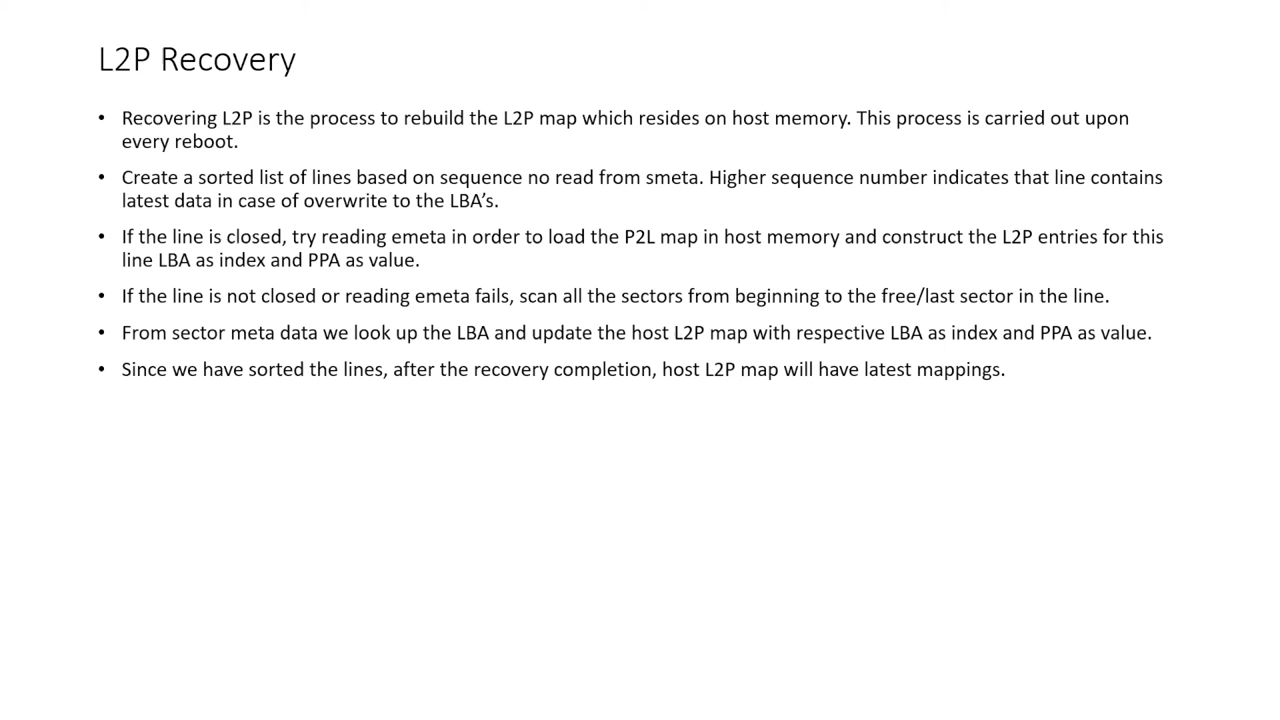 L2P Recovery
• Recovering L2P is the process to rebuild the L2P map which resides on host memory. This process is carried out upon
every reboot.
• Create a sorted list of lines based on sequence no read from smeta. Higher sequence number indicates that line contains
latest data in case of overwrite to the LBA’s.
• If the line is closed, try reading emeta in order to load the P2L map in host memory and construct the L2P entries for this
line LBA as index and PPA as value.
• If the line is not closed or reading emeta fails, scan all the sectors from beginning to the free/last sector in the line.
• From sector meta data we look up the LBA and update the host L2P map with respective LBA as index and PPA as value.
• Since we have sorted the lines, after the recovery completion, host L2P map will have latest mappings.